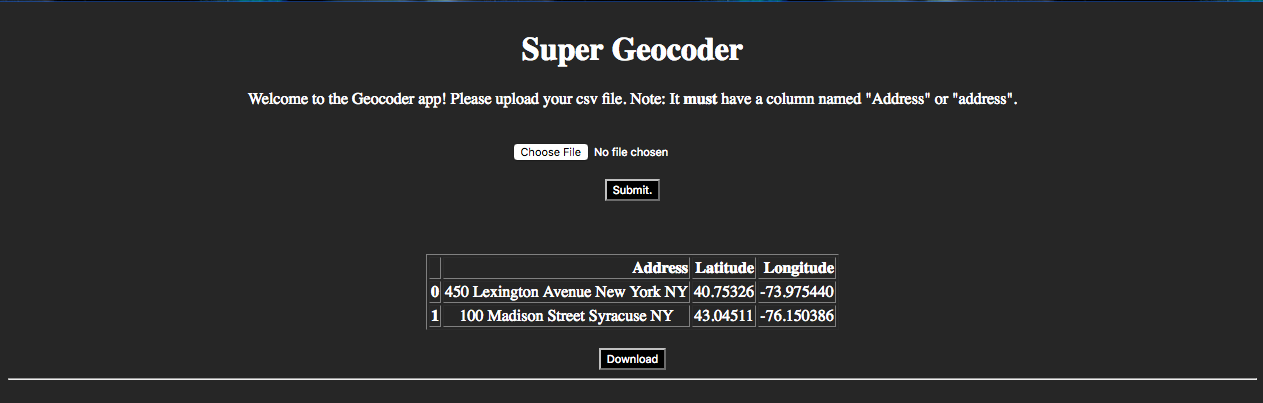 Super Geocoder
Welcome to the Geocoder app! Please upload your csv file. Note: It must have a column named "Address" or "address".
Choose File No file chosen
Submit.
Address Latitude Longitude
0 450 Lexington Avenue New York NY 40.75326 -73.975440
1 100 Madison Street Syracuse NY 43.04511 -76.150386
Download